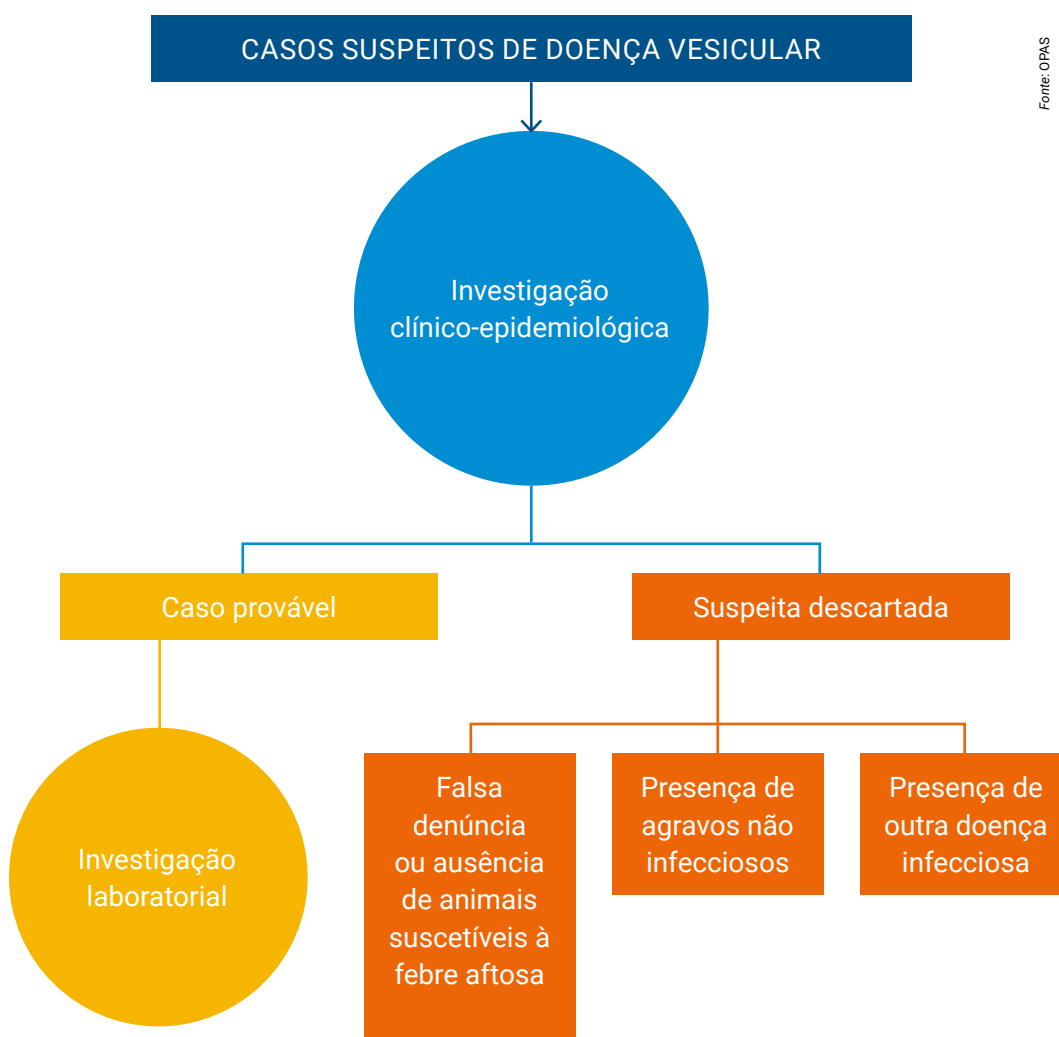 CASOS SUSPEITOS DE DOENÇA VESICULAR
Fonte: OPAS
Investigação
clínico-epidemiológica
Caso provável
Suspeita descartada
Investigação
laboratorial
Falsa
denúncia
ou ausência
de animais
suscetíveis à
febre aftosa
Presença de
agravos não
infecciosos
Presença de
outra doença
infecciosa